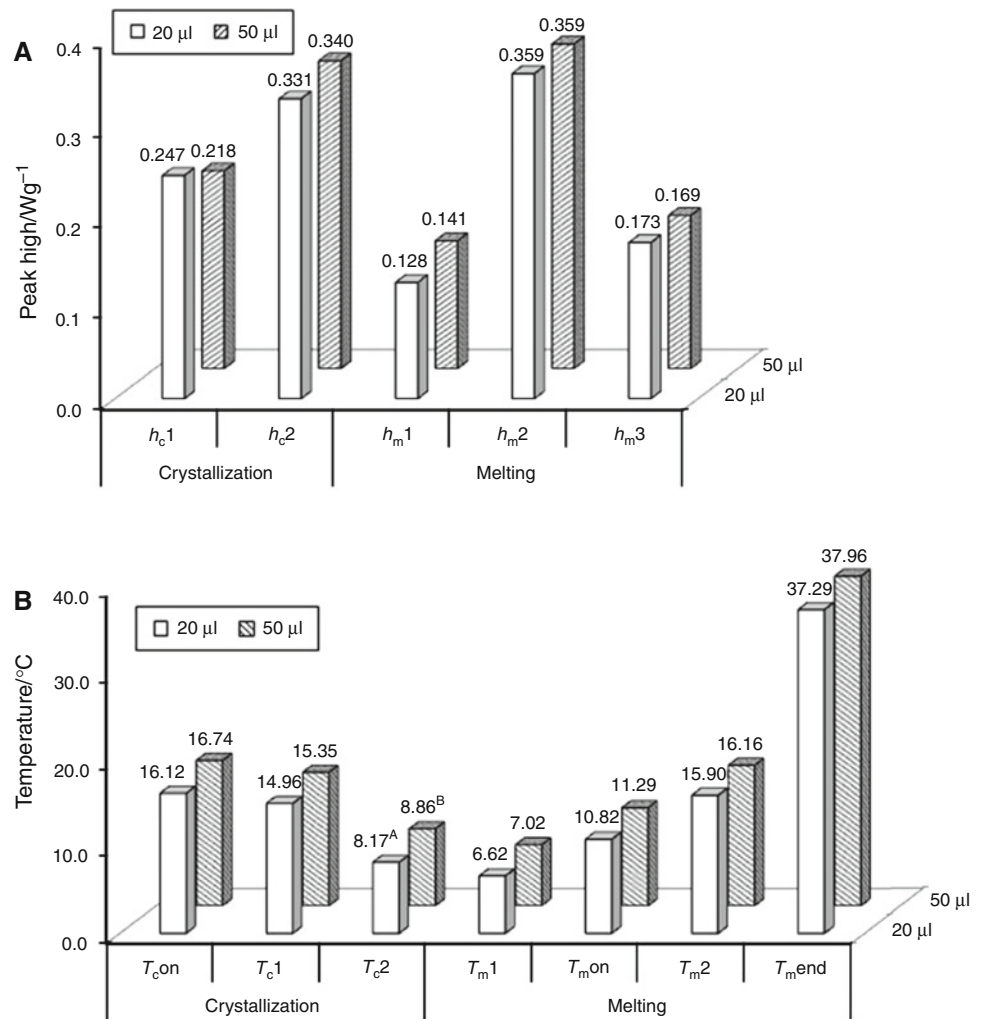 A
20 μl 50 μl
0.4
0.3
0.2
0.1
0.0
Peak high/Wg⁻¹
0.247 0.218
0.331 0.340
0.128 0.141
0.359 0.359
0.173 0.169
50 μl
20 μl
hc1 hc2 hm1 hm2 hm3
Crystallization Melting
B
20 μl 50 μl
40.0
30.0
20.0
10.0
0.0
Temperature/°C
16.12 16.74
14.96 15.35
8.17ᴬ 8.86ᴮ
6.62 7.02
10.82 11.29
15.90 16.16
37.29 37.96
50 μl
20 μl
Tcon Tc1 Tc2 Tm1 Tmon Tm2 Tmend
Crystallization Melting